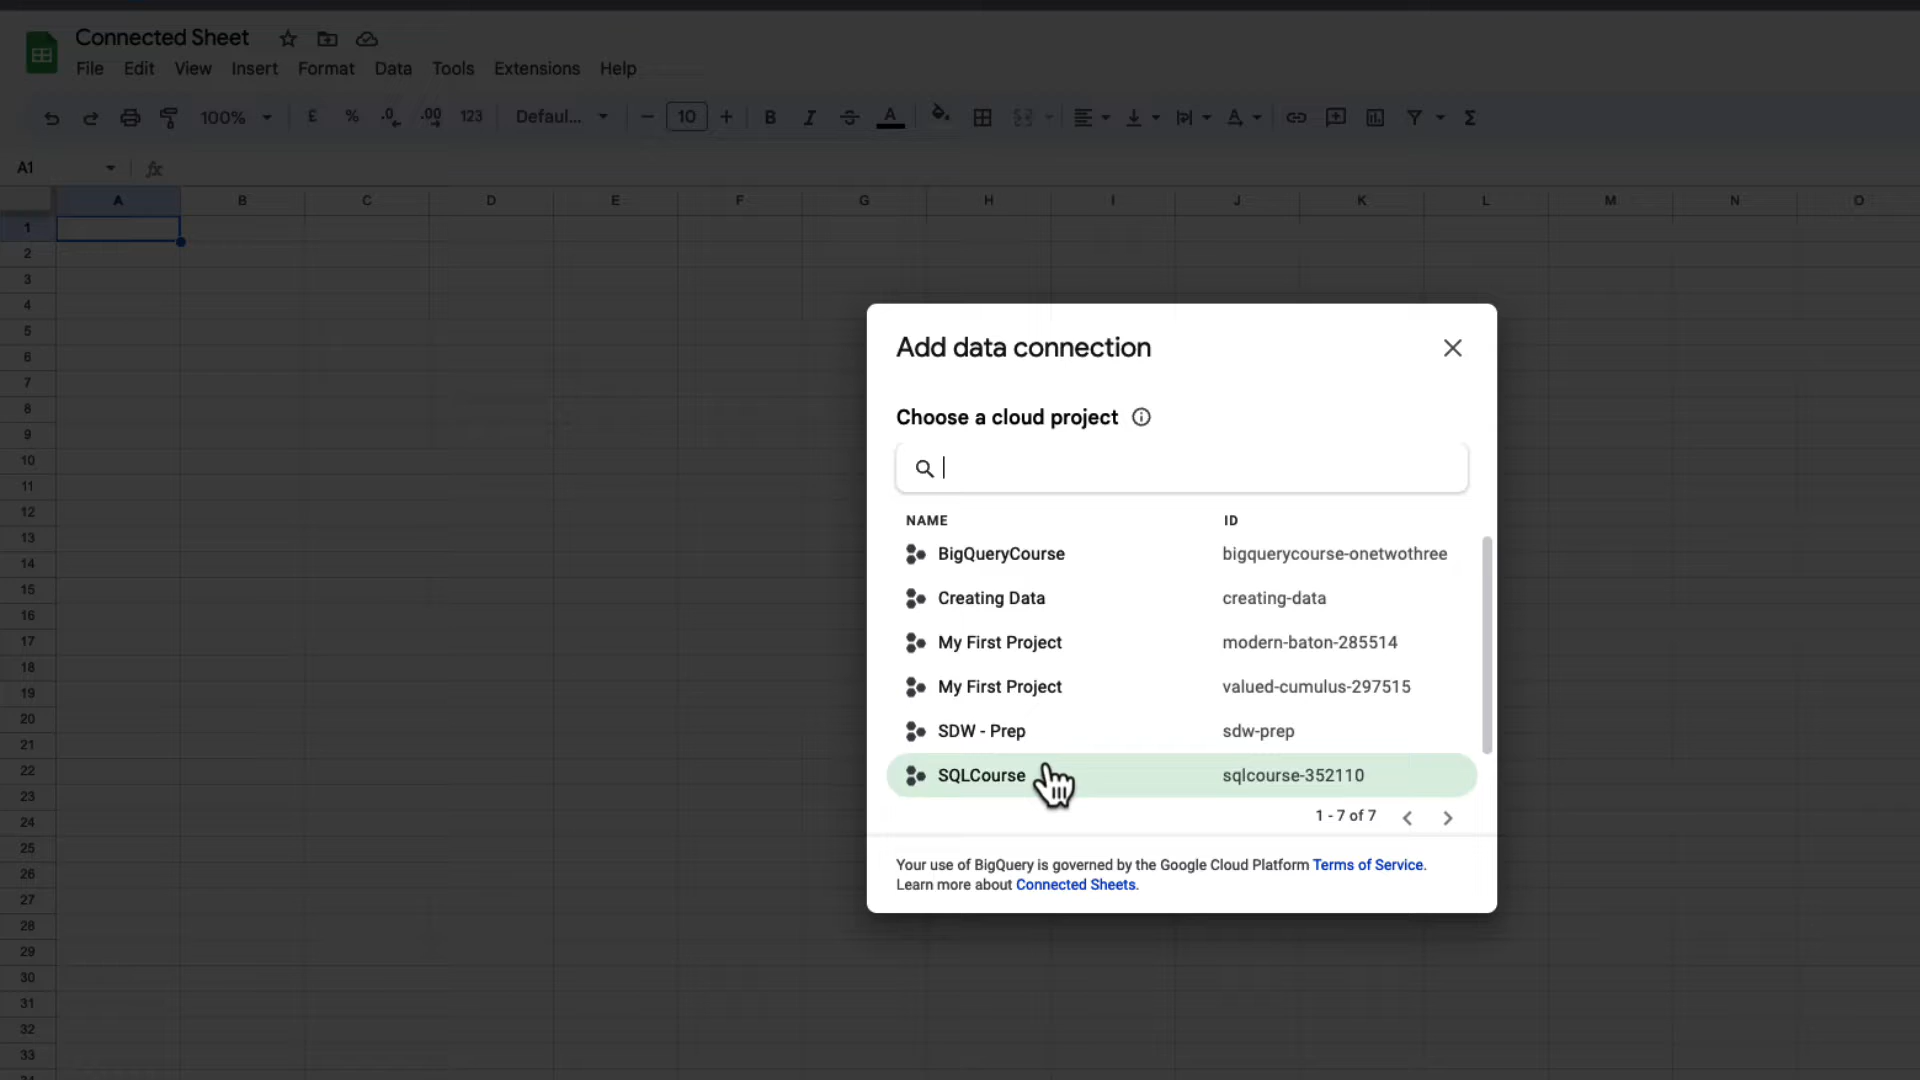 Connected Sheet
File Edit View Insert Format Data Tools Extensions Help
100% £ % .0 .00 123 Defaul... 10 B I A
A1 fx
A B C D E F G H I J K L M N O
1
2
3
4
5
6
7
8
9
10
11
12
13
14
15
16
17
18
19
20
21
22
23
24
25
26
27
28
29
30
31
32
33
Add data connection
Choose a cloud project
NAME ID
BigQueryCourse bigquerycourse-onetwothree
Creating Data creating-data
My First Project modern-baton-285514
My First Project valued-cumulus-297515
SDW - Prep sdw-prep
SQLCourse sqlcourse-352110
1 - 7 of 7
Your use of BigQuery is governed by the Google Cloud Platform Terms of Service.
Learn more about Connected Sheets.